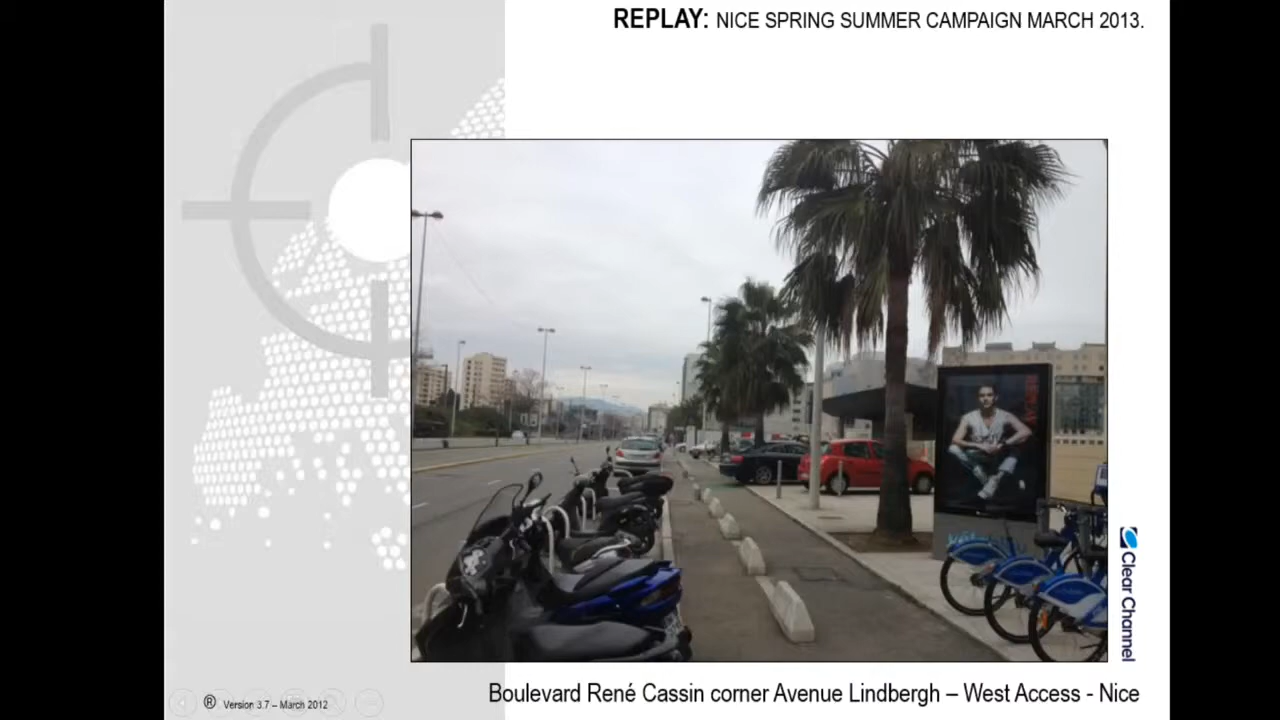 REPLAY: NICE SPRING SUMMER CAMPAIGN MARCH 2013.
Clear Channel
Boulevard René Cassin corner Avenue Lindbergh – West Access - Nice
® Version 3.7 – March 2012